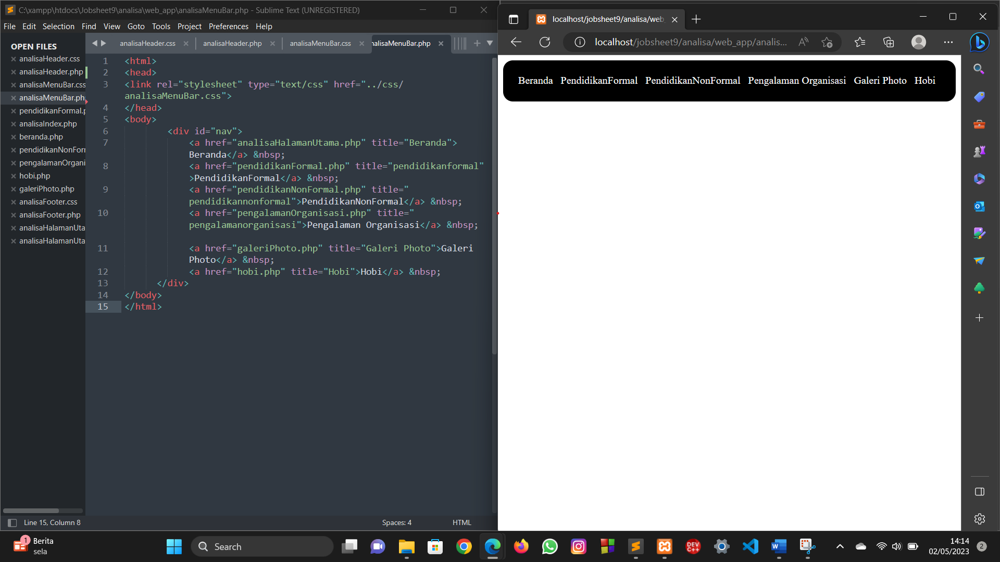 C:\xampp\htdocs\Jobsheet9\analisa\web_app\analisaMenuBar.php - Sublime Text (UNREGISTERED)
File Edit Selection Find View Goto Tools Project Preferences Help
OPEN FILES
analisaHeader.css
analisaHeader.php
analisaMenuBar.css
analisaMenuBar.ph
pendidikanFormal.p
analisaIndex.php
beranda.php
pendidikanNonForr
pengalamanOrgani
hobi.php
galeriPhoto.php
analisaFooter.css
analisaFooter.php
analisaHalamanUta
analisaHalamanUta
analisaHeader.css analisaHeader.php analisaMenuBar.css nalisaMenuBar.php
1 <html>
2 <head>
3 <link rel="stylesheet" type="text/css" href="../css/
analisaMenuBar.css">
4 </head>
5 <body>
6 <div id="nav">
7 <a href="analisaHalamanUtama.php" title="Beranda">
Beranda</a> &nbsp;
8 <a href="pendidikanFormal.php" title="pendidikanformal"
>PendidikanFormal</a> &nbsp;
9 <a href="pendidikanNonFormal.php" title="
pendidikannonformal">PendidikanNonFormal</a> &nbsp;
10 <a href="pengalamanOrganisasi.php" title="
pengalamanorganisasi">Pengalaman Organisasi</a> &nbsp;
11 <a href="galeriPhoto.php" title="Galeri Photo">Galeri
Photo</a> &nbsp;
12 <a href="hobi.php" title="Hobi">Hobi</a> &nbsp;
13 </div>
14 </body>
15 </html>
Line 15, Column 8 Spaces: 4 HTML
localhost/jobsheet9/analisa/web_
localhost/jobsheet9/analisa/web_app/analis...
Beranda PendidikanFormal PendidikanNonFormal Pengalaman Organisasi Galeri Photo Hobi
1
Berita
sela
Search
DEV
C++
14:14
02/05/2023
2